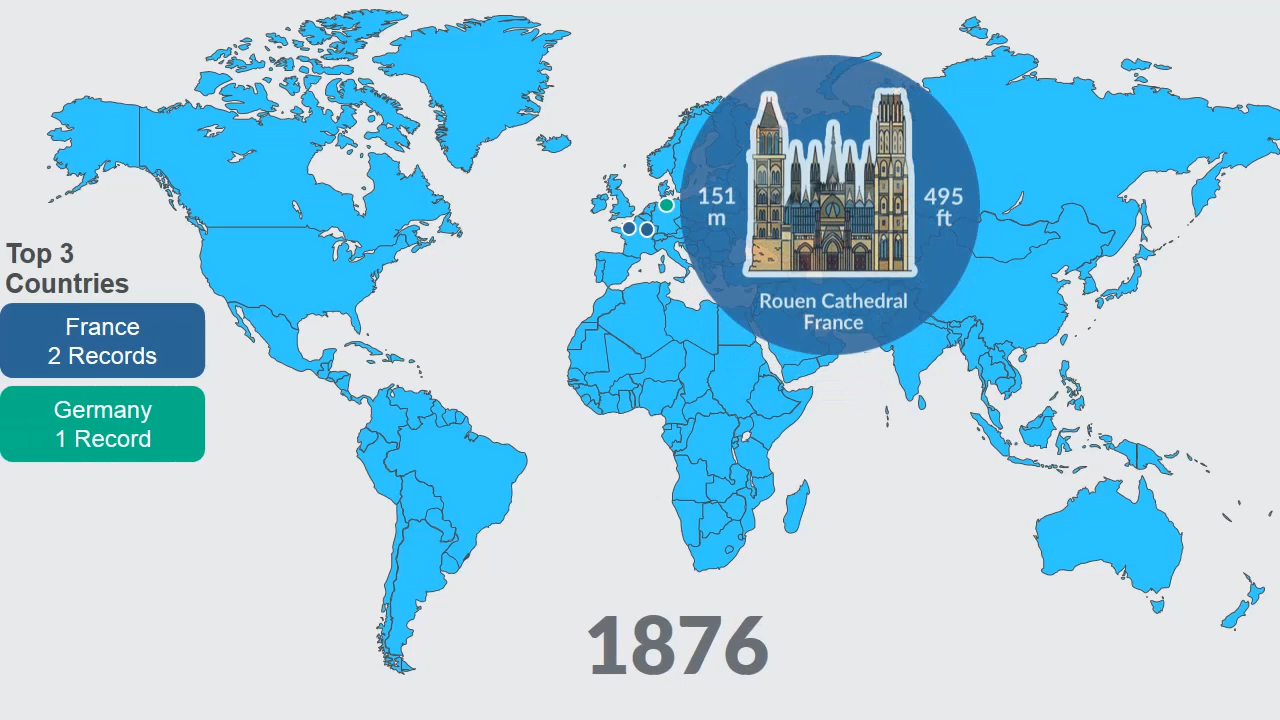 151
m
495
ft
Rouen Cathedral
France
Top 3
Countries
France
2 Records
Germany
1 Record
1876